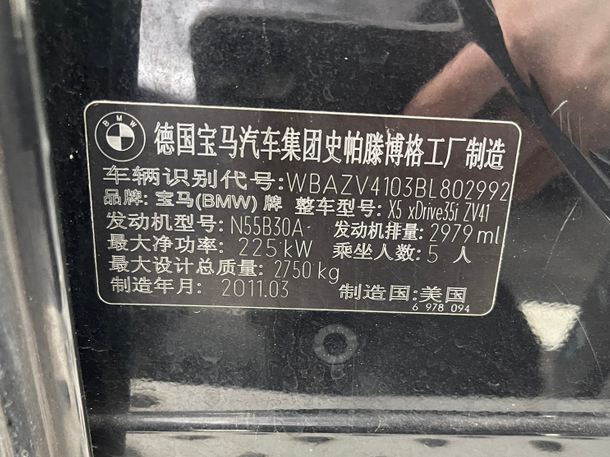 BMW
德国宝马汽车集团史帕滕博格工厂制造
车辆识别代号:WBAZV4103BL802992
品牌: 宝马(BMW) 牌 整车型号: X5 xDrive35i ZV41
发动机型号: N55B30A 发动机排量: 2979 ml
最大净功率: 225 kW 乘坐人数: 5 人
最大设计总质量: 2750 kg
制造年月: 2011.03 制造国:美国
6 978 094